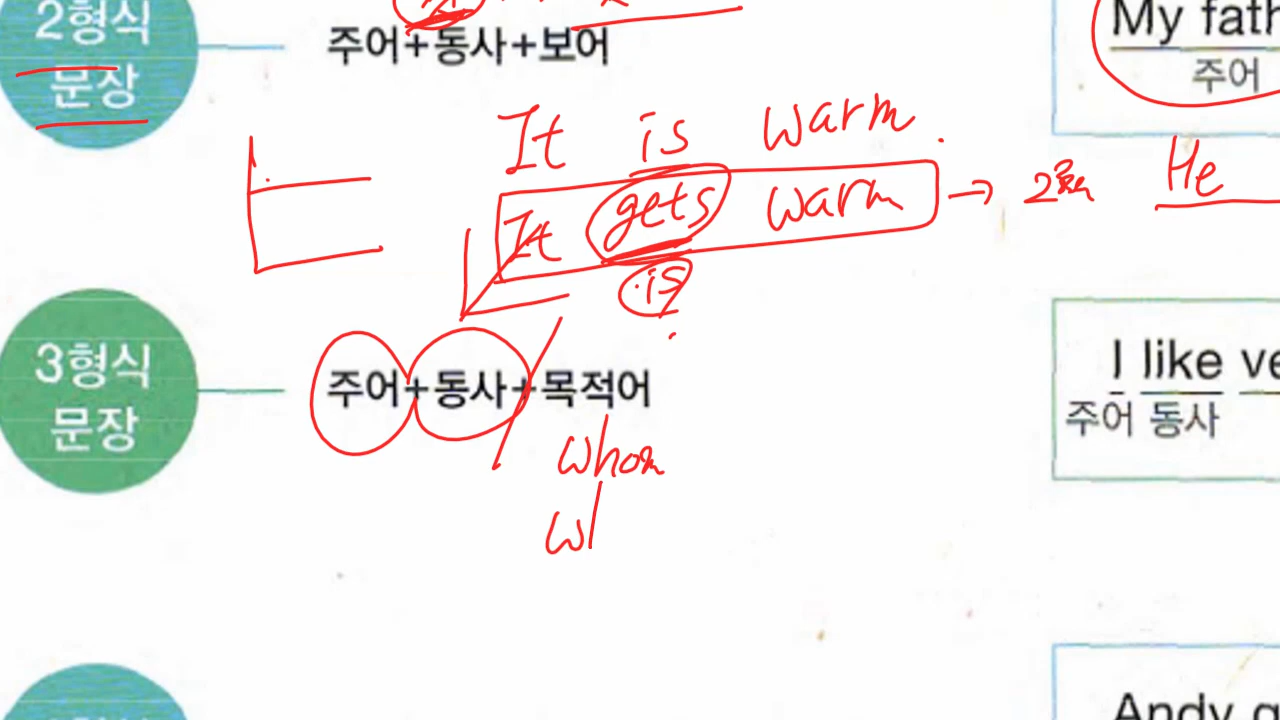 2형식
문장
주어+동사+보어
My fath
주어
It is warm.
It gets warm → 2형식
He
is
3형식
문장
주어+동사+목적어
I like ve
주어 동사
whom
w
Andy g